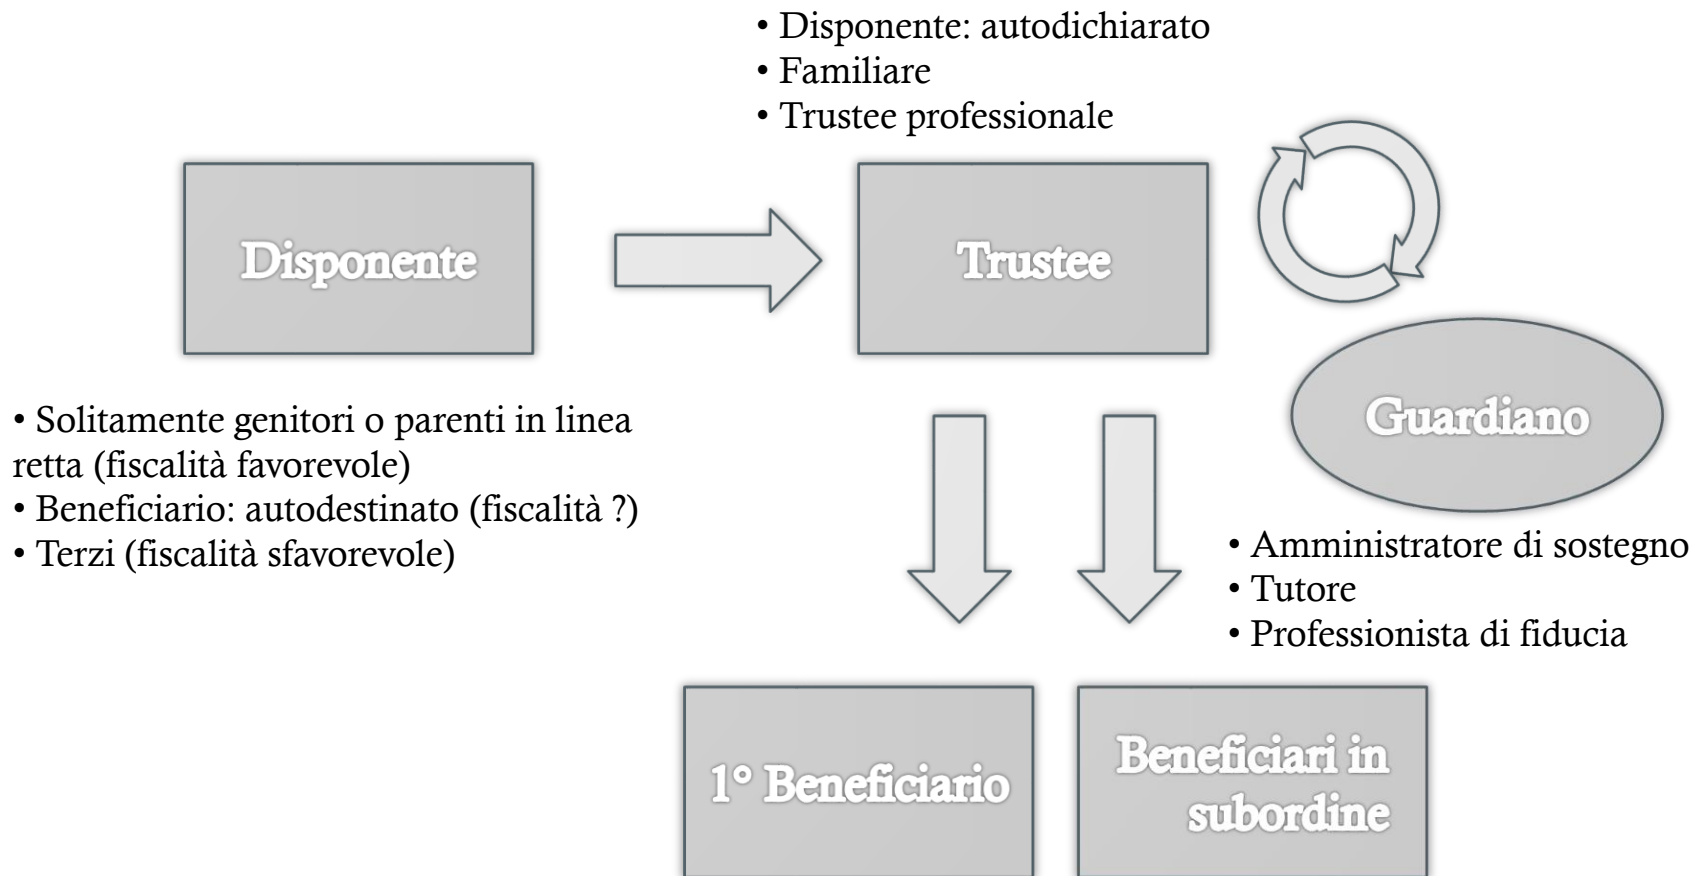 • Disponente: autodichiarato
• Familiare
• Trustee professionale
Disponente
Trustee
Guardiano
• Solitamente genitori o parenti in linea
retta (fiscalità favorevole)
• Beneficiario: autodestinato (fiscalità ?)
• Terzi (fiscalità sfavorevole)
• Amministratore di sostegno
• Tutore
• Professionista di fiducia
1° Beneficiario
Beneficiari in
subordine